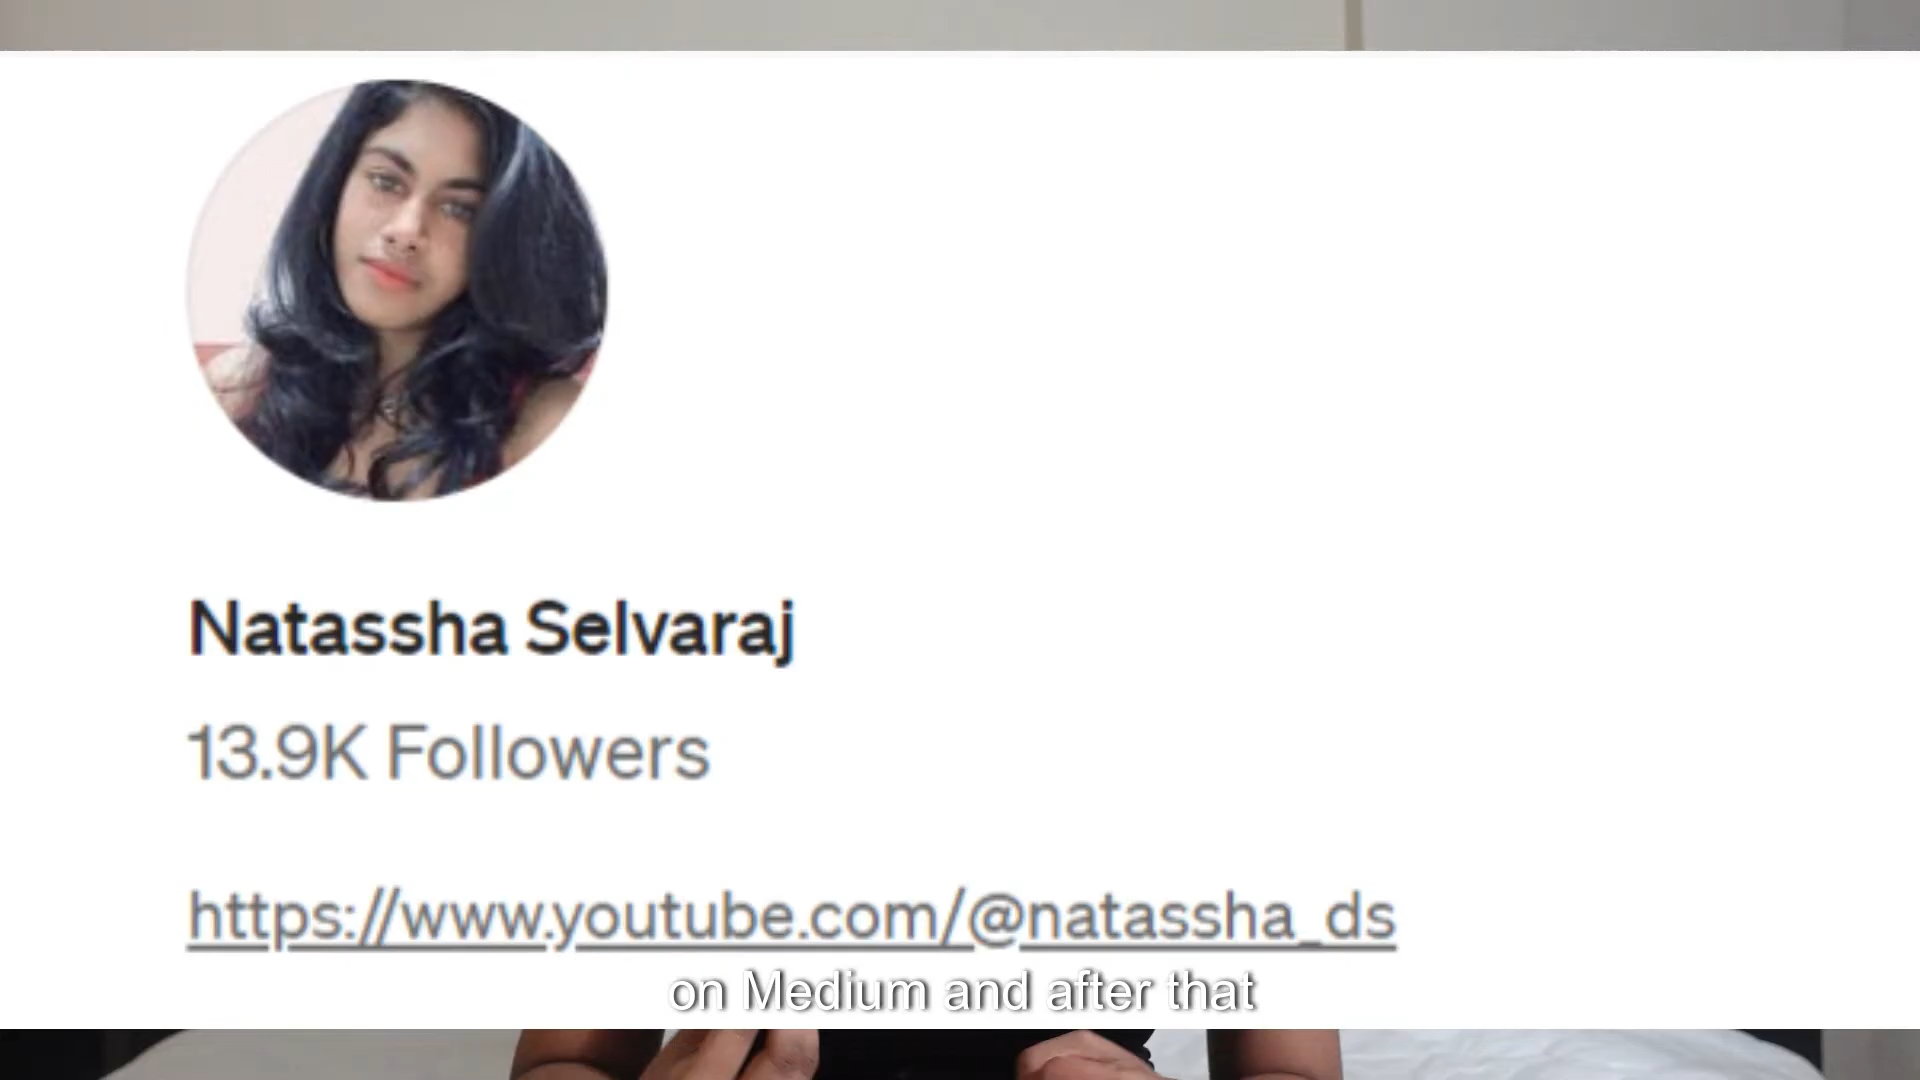 Natassha Selvaraj
13.9K Followers
https://www.youtube.com/@natassha_ds
on Medium and after that